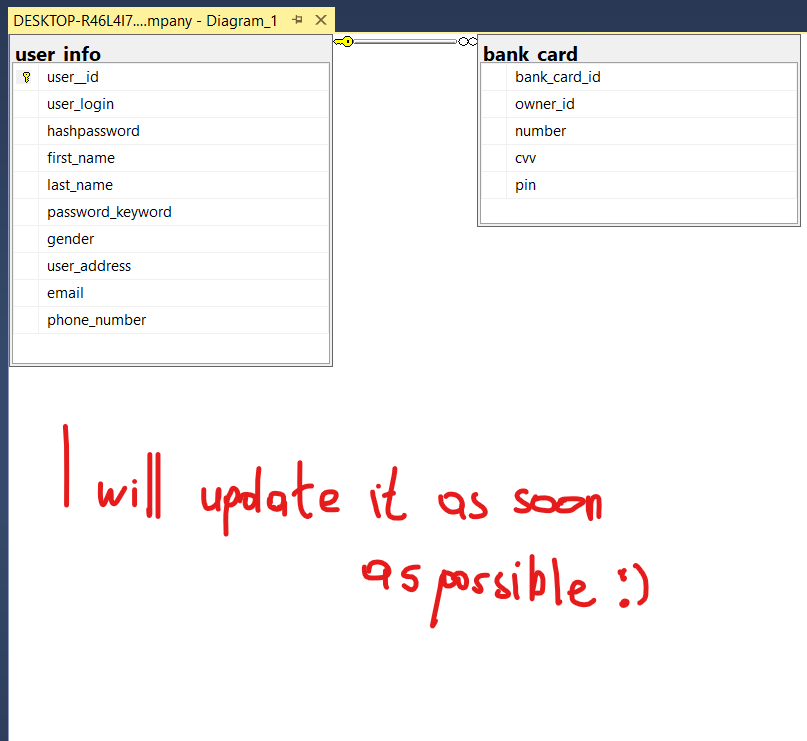 DESKTOP-R46L4I7....mpany - Diagram_1
user_info
user__id
user_login
hashpassword
first_name
last_name
password_keyword
gender
user_address
email
phone_number
bank_card
bank_card_id
owner_id
number
cvv
pin
I will update it as soon
as possible :)